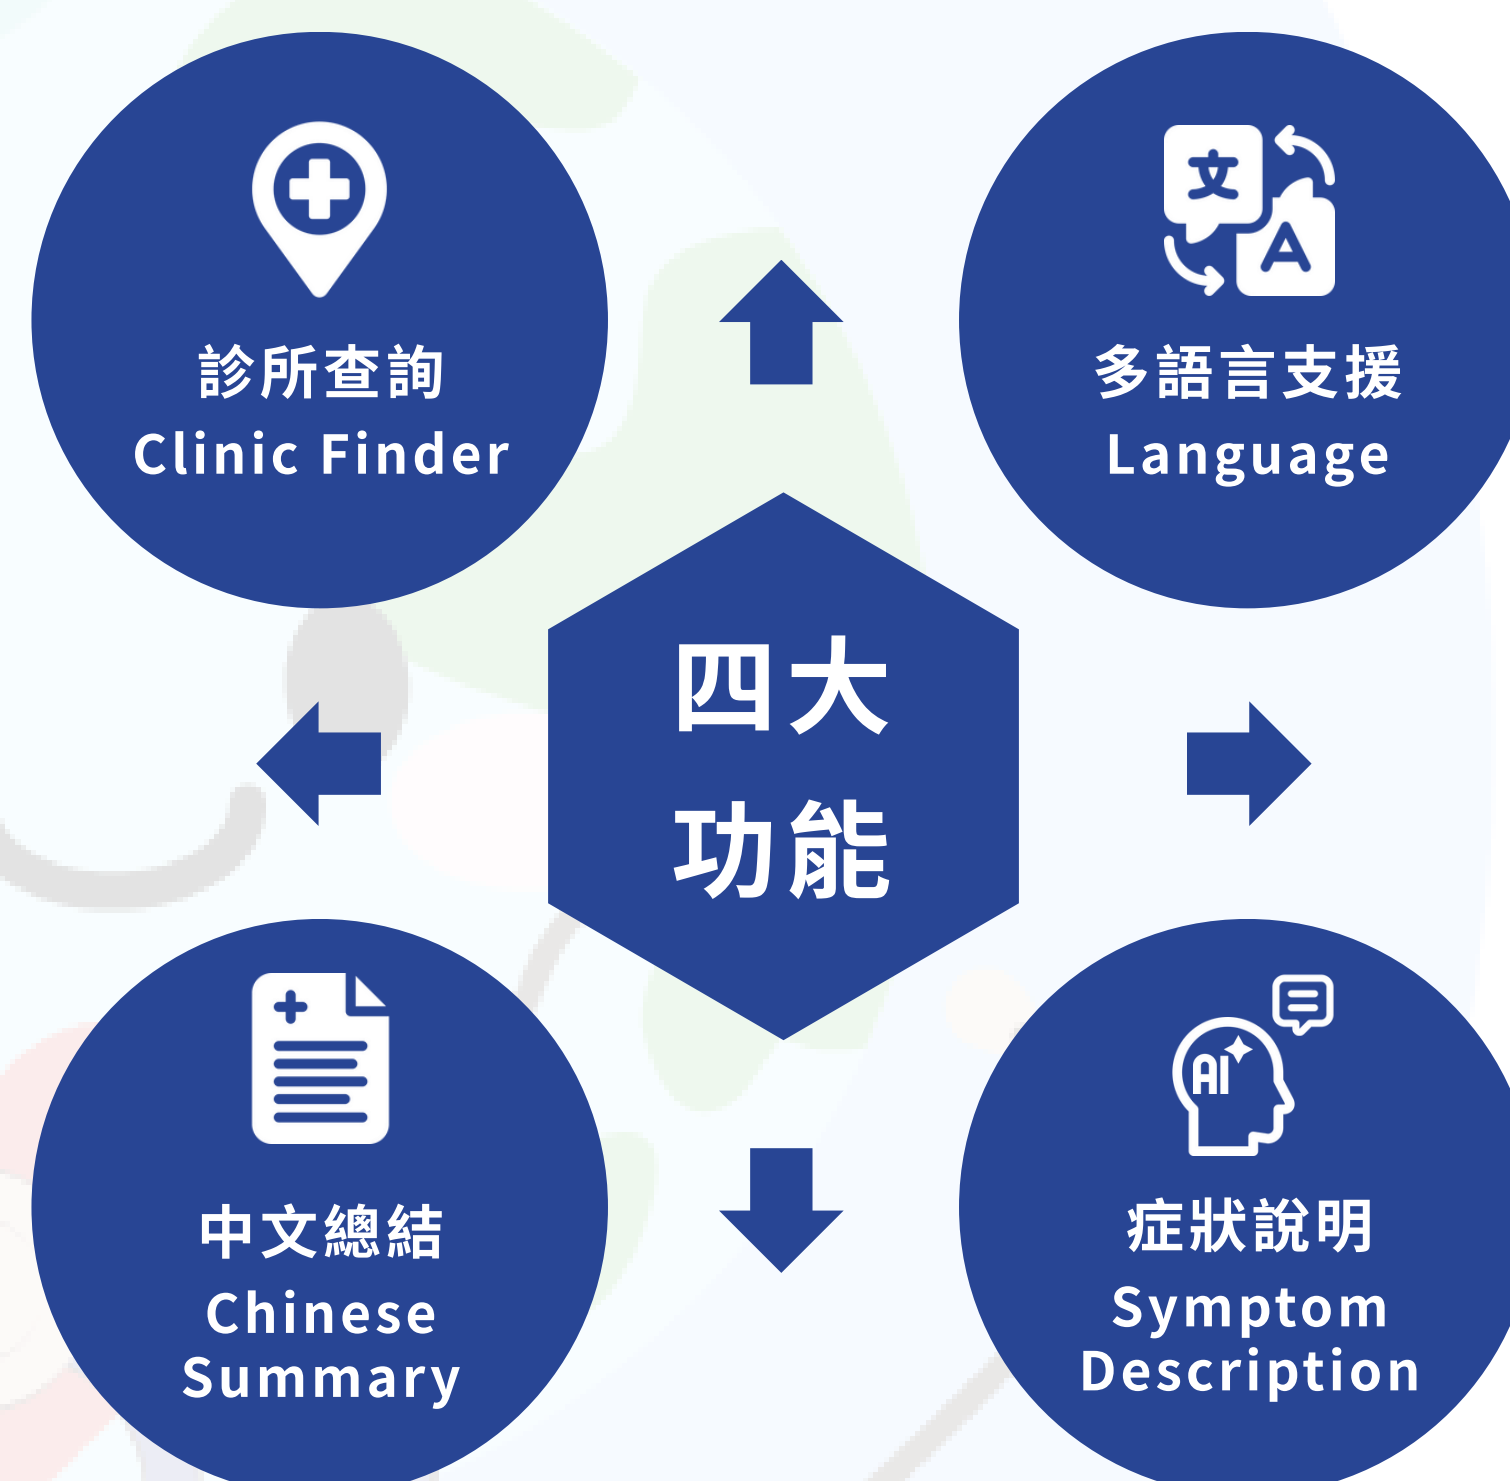 診所查詢
Clinic Finder
文
A
多語言支援
Language
四大
功能
中文總結
Chinese
Summary
AI
症狀說明
Symptom
Description